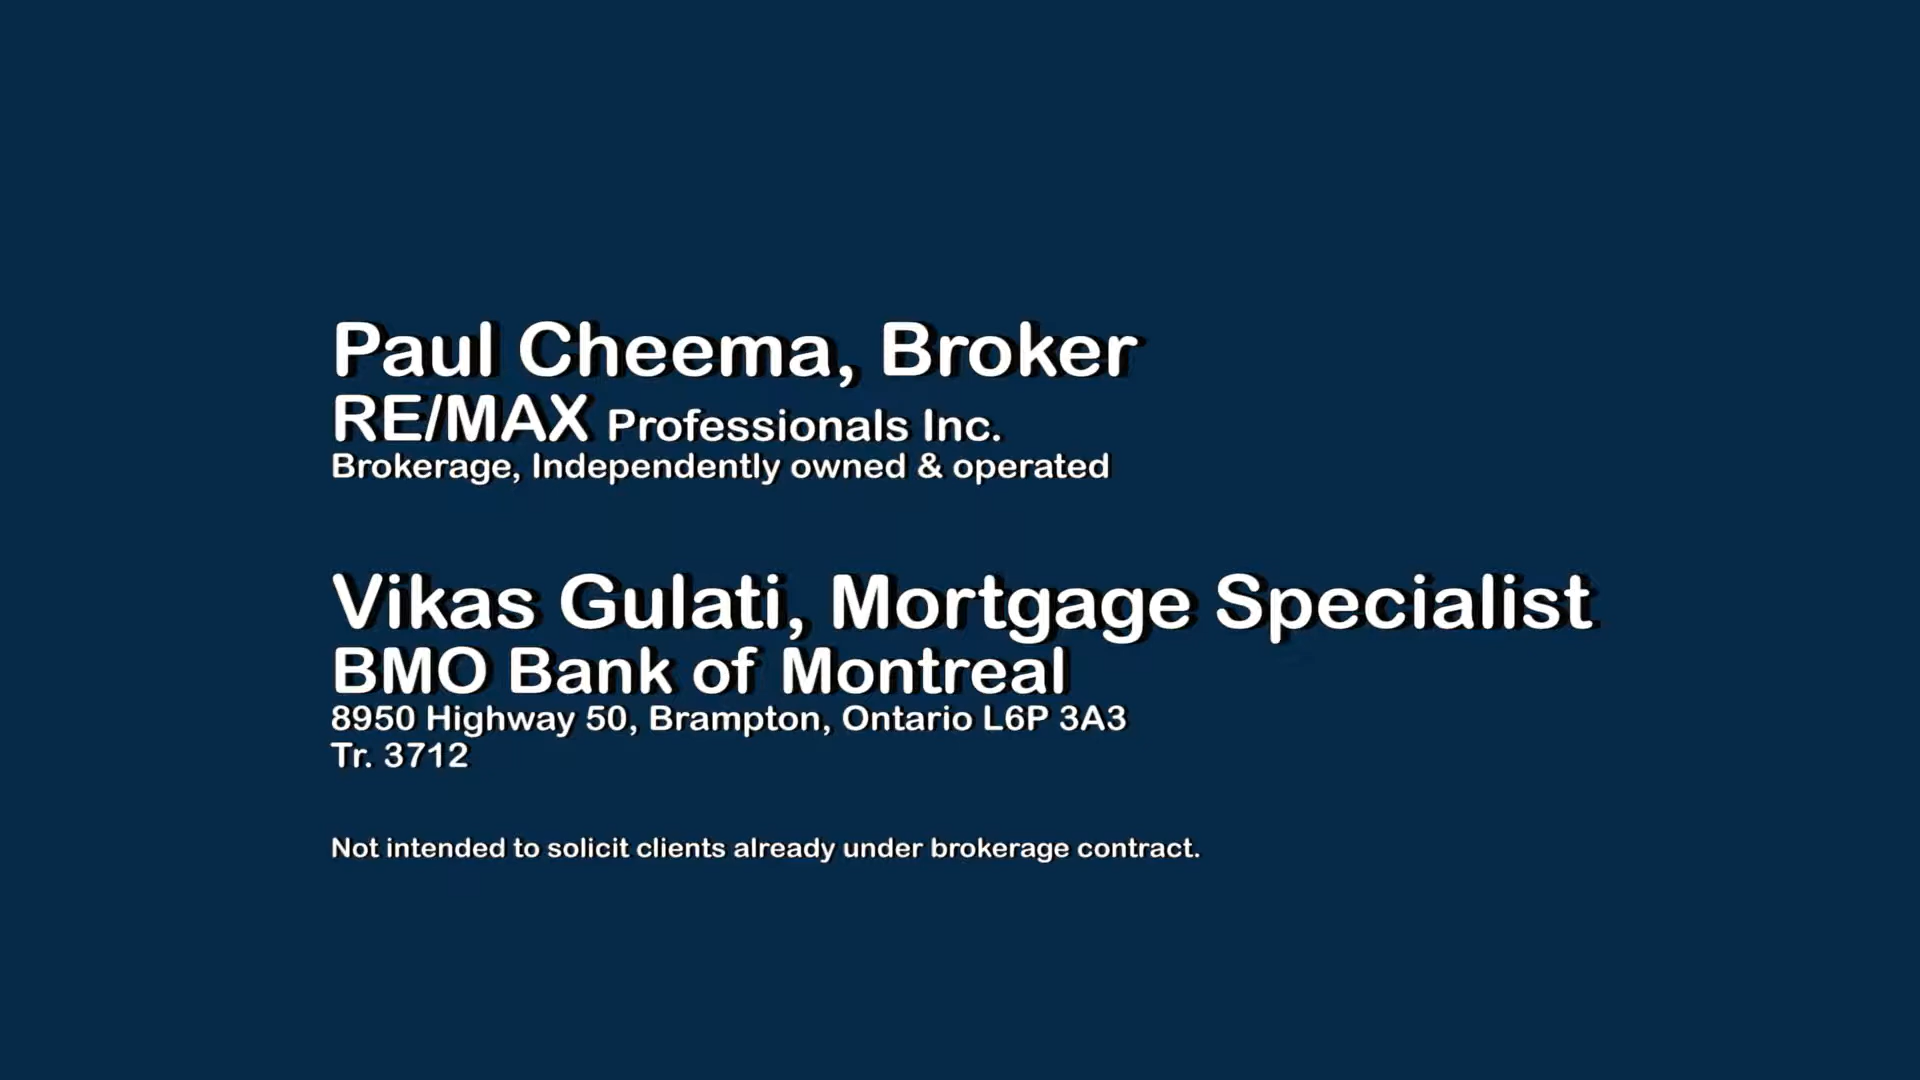 Paul Cheema, Broker
RE/MAX Professionals Inc.
Brokerage, Independently owned & operated
Vikas Gulati, Mortgage Specialist
BMO Bank of Montreal
8950 Highway 50, Brampton, Ontario L6P 3A3
Tr. 3712
Not intended to solicit clients already under brokerage contract.